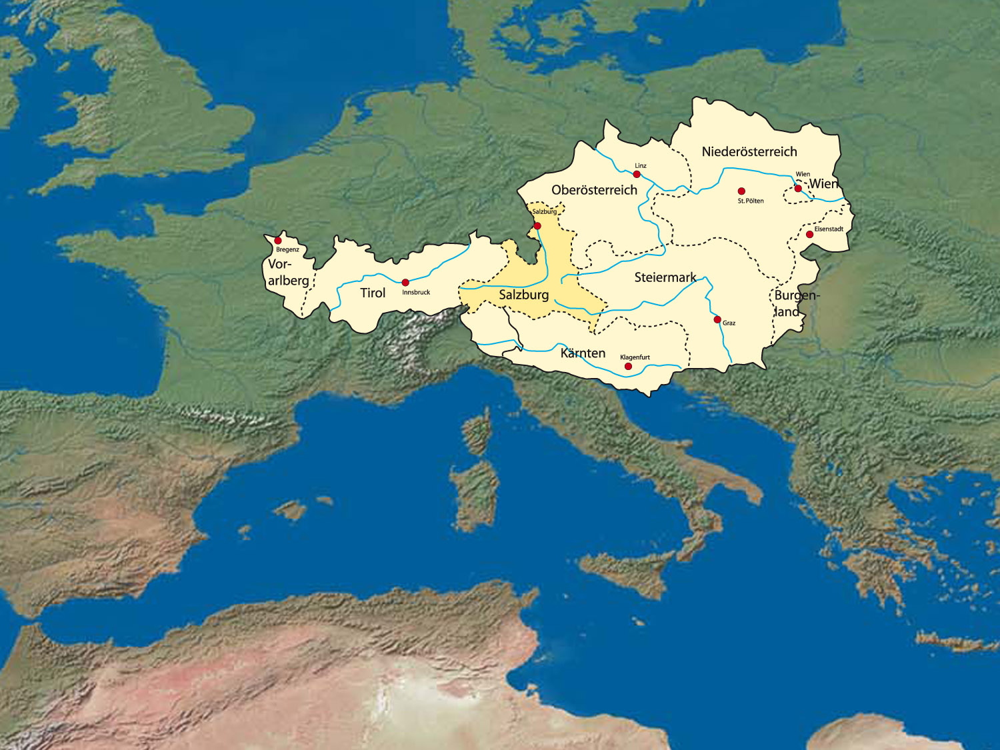 Niederösterreich
Linz
Wien
Wien
Oberösterreich
St. Pölten
Salzburg
Eisenstadt
Bregenz
Vor-
arlberg
Steiermark
Tirol
Innsbruck
Salzburg
Burgen-
land
Graz
Kärnten
Klagenfurt